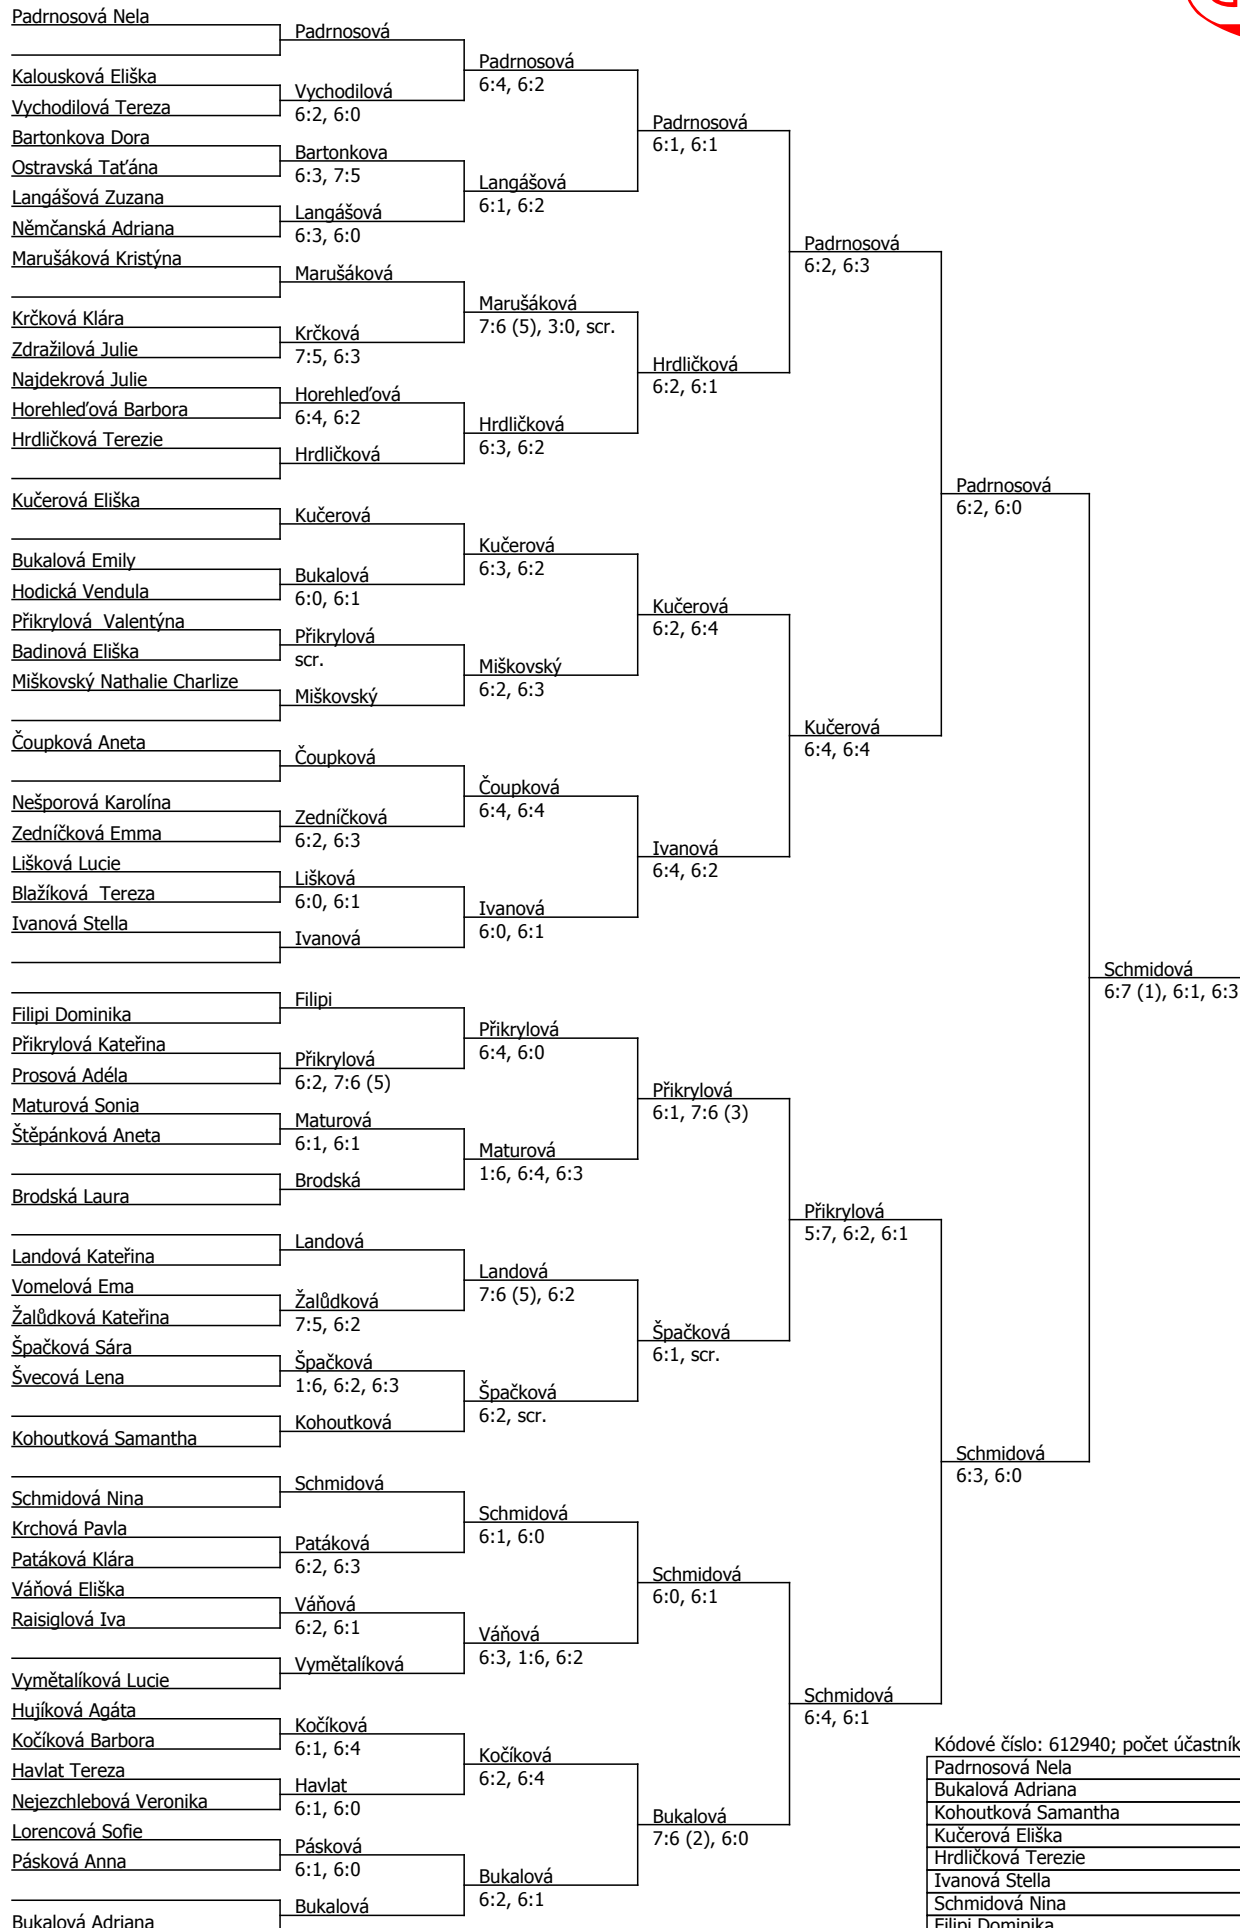 Padrnosová Nela
Kalousková Eliška
Vychodilová Tereza
Bartonkova Dora
Ostravská Taťána
Langášová Zuzana
Němčanská Adriana
Marušáková Kristýna
Krčková Klára
Zdražilová Julie
Najdekrová Julie
Horehleďová Barbora
Hrdličková Terezie
Kučerová Eliška
Bukalová Emily
Hodická Vendula
Přikrylová  Valentýna
Badinová Eliška
Miškovský Nathalie Charlize
Čoupková Aneta
Nešporová Karolína
Zedníčková Emma
Lišková Lucie
Blažíková  Tereza
Ivanová Stella
Filipi Dominika
Přikrylová Kateřina
Prosová Adéla
Maturová Sonia
Štěpánková Aneta
Brodská Laura
Landová Kateřina
Vomelová Ema
Žalůdková Kateřina
Špačková Sára
Švecová Lena
Kohoutková Samantha
Schmidová Nina
Krchová Pavla
Patáková Klára
Váňová Eliška
Raisiglová Iva
Vymětalíková Lucie
Hujíková Agáta
Kočíková Barbora
Havlat Tereza
Nejezchlebová Veronika
Lorencová Sofie
Pásková Anna
Bukalová Adriana
Padrnosová
Vychodilová
6:2, 6:0
Bartonkova
6:3, 7:5
Langášová
6:3, 6:0
Marušáková
Krčková
7:5, 6:3
Horehleďová
6:4, 6:2
Hrdličková
Kučerová
Bukalová
6:0, 6:1
Přikrylová
scr.
Miškovský
Čoupková
Zedníčková
6:2, 6:3
Lišková
6:0, 6:1
Ivanová
Filipi
Přikrylová
6:2, 7:6 (5)
Maturová
6:1, 6:1
Brodská
Landová
Žalůdková
7:5, 6:2
Špačková
1:6, 6:2, 6:3
Kohoutková
Schmidová
Patáková
6:2, 6:3
Váňová
6:2, 6:1
Vymětalíková
Kočíková
6:1, 6:4
Havlat
6:1, 6:0
Pásková
6:1, 6:0
Bukalová
Padrnosová
6:4, 6:2
Langášová
6:1, 6:2
Marušáková
7:6 (5), 3:0, scr.
Hrdličková
6:3, 6:2
Kučerová
6:3, 6:2
Miškovský
6:2, 6:3
Čoupková
6:4, 6:4
Ivanová
6:0, 6:1
Přikrylová
6:4, 6:0
Maturová
1:6, 6:4, 6:3
Landová
7:6 (5), 6:2
Špačková
6:2, scr.
Schmidová
6:1, 6:0
Váňová
6:3, 1:6, 6:2
Kočíková
6:2, 6:4
Bukalová
6:2, 6:1
Padrnosová
6:1, 6:1
Hrdličková
6:2, 6:1
Kučerová
6:2, 6:4
Ivanová
6:4, 6:2
Přikrylová
6:1, 7:6 (3)
Špačková
6:1, scr.
Schmidová
6:0, 6:1
Bukalová
7:6 (2), 6:0
Padrnosová
6:2, 6:3
Kučerová
6:4, 6:4
Přikrylová
5:7, 6:2, 6:1
Schmidová
6:4, 6:1
Padrnosová
6:2, 6:0
Schmidová
6:3, 6:0
Schmidová
6:7 (1), 6:1, 6:3
Kódové číslo: 612940; počet účastník
Padrnosová Nela
Bukalová Adriana
Kohoutková Samantha
Kučerová Eliška
Hrdličková Terezie
Ivanová Stella
Schmidová Nina
Filipi Dominika